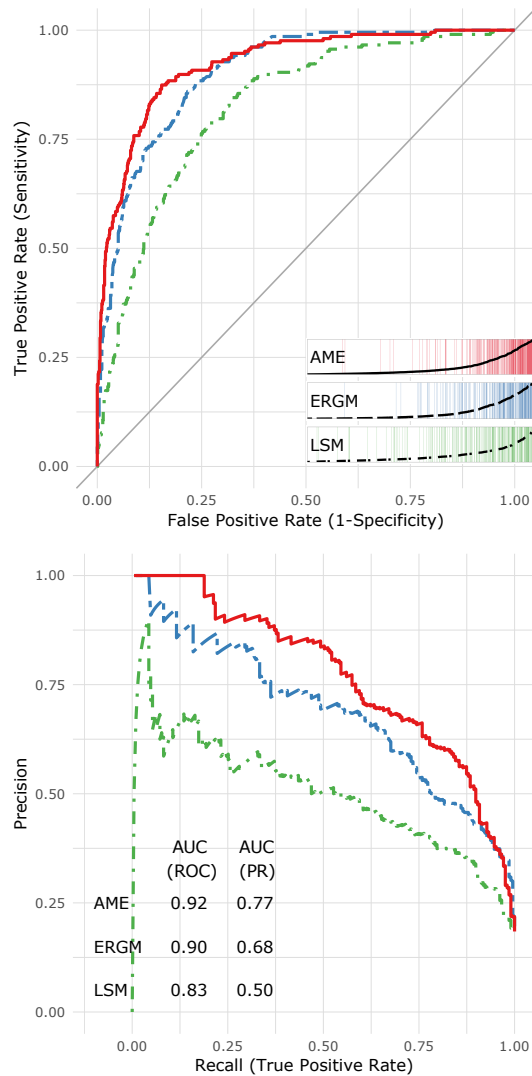 1.00
0.75
0.50
0.25
0.00
True Positive Rate (Sensitivity)
AME
ERGM
LSM
0.00 0.25 0.50 0.75 1.00
False Positive Rate (1-Specificity)
1.00
0.75
0.50
0.25
0.00
Precision
AUC AUC
(ROC) (PR)
AME 0.92 0.77
ERGM 0.90 0.68
LSM 0.83 0.50
0.00 0.25 0.50 0.75 1.00
Recall (True Positive Rate)